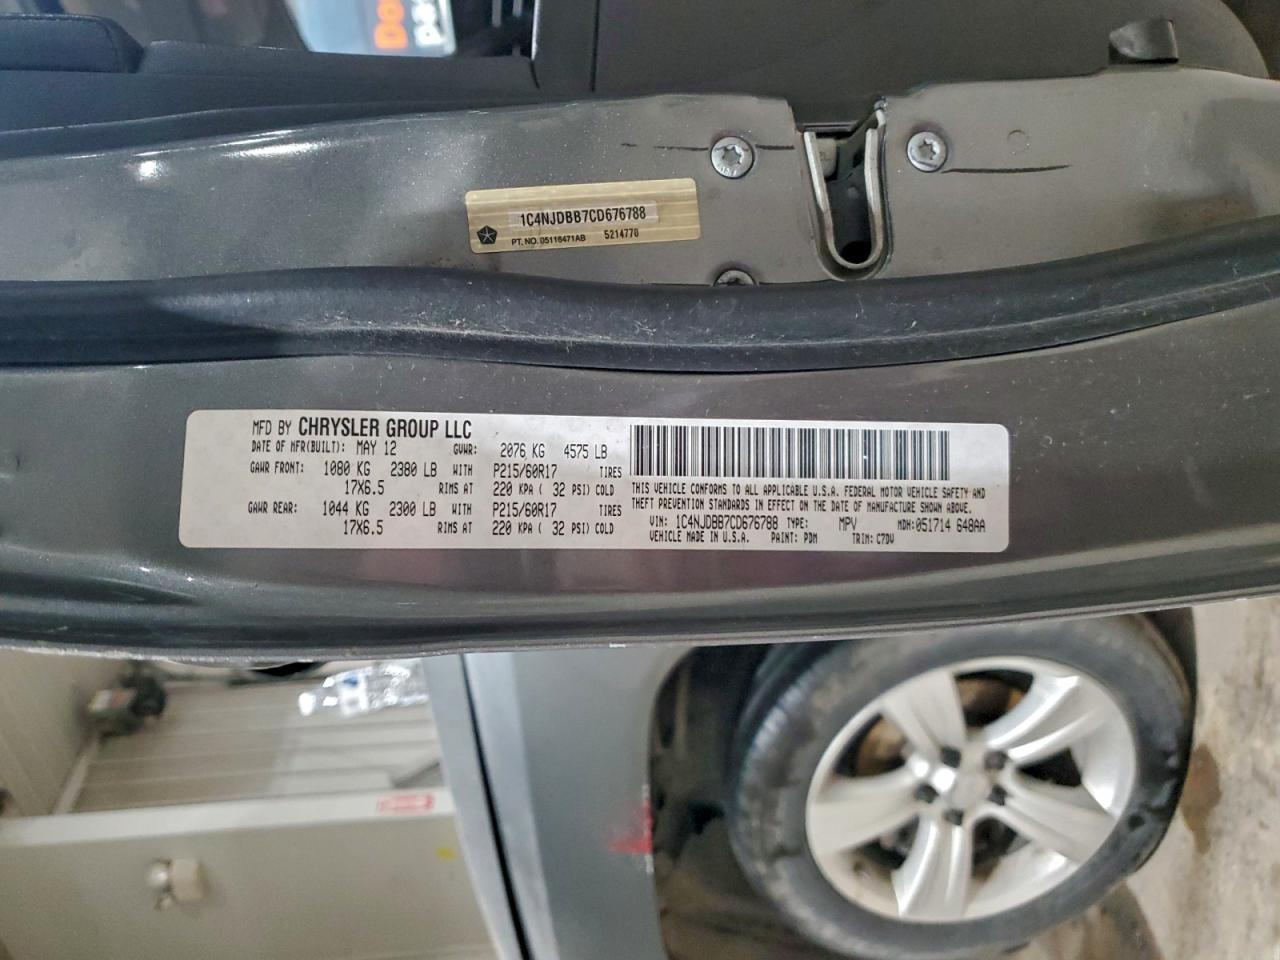 1C4NJDBB7CD676788
PT. NO. 05116471AB 5214770
MFD BY CHRYSLER GROUP LLC
DATE OF MFR(BUILT): MAY 12 GVWR: 2076 KG 4575 LB
GAWR FRONT: 1080 KG 2380 LB WITH P215/60R17 TIRES
17X6.5 RIMS AT 220 KPA ( 32 PSI) COLD
GAWR REAR: 1044 KG 2300 LB WITH P215/60R17 TIRES
17X6.5 RIMS AT 220 KPA ( 32 PSI) COLD
THIS VEHICLE CONFORMS TO ALL APPLICABLE U.S.A. FEDERAL MOTOR VEHICLE SAFETY AND
THEFT PREVENTION STANDARDS IN EFFECT ON THE DATE OF MANUFACTURE SHOWN ABOVE.
VIN: 1C4NJDBB7CD676788 TYPE: MPV MDH: 051714 648AA
VEHICLE MADE IN U.S.A. PAINT: PDM TRIM: C7DV